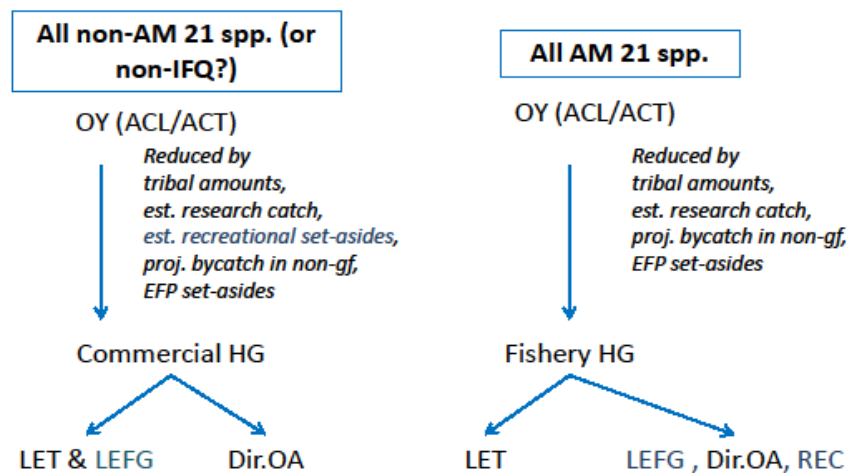 All non-AM 21 spp. (or
non-IFQ?)
OY (ACL/ACT)
Reduced by
tribal amounts,
est. research catch,
est. recreational set-asides,
proj. bycatch in non-gf,
EFP set-asides
Commercial HG
LET & LEFG
Dir.OA
All AM 21 spp.
OY (ACL/ACT)
Reduced by
tribal amounts,
est. research catch,
proj. bycatch in non-gf,
EFP set-asides
Fishery HG
LET
LEFG , Dir.OA, REC